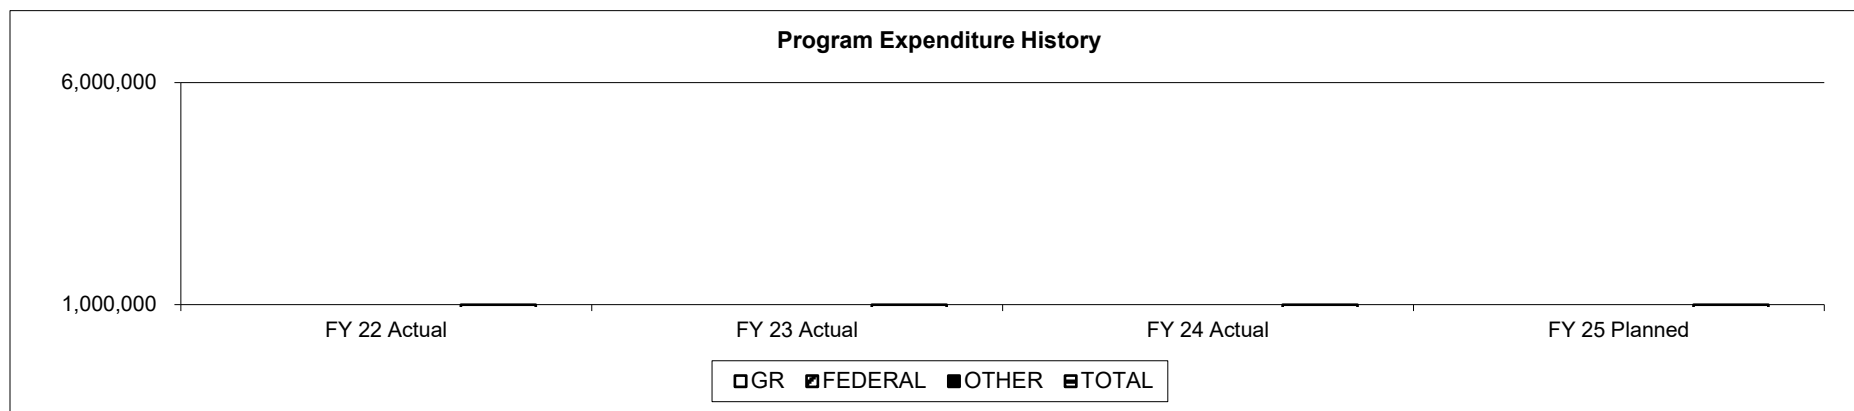 Program Expenditure History
6,000,000
1,000,000
FY 22 Actual FY 23 Actual FY 24 Actual FY 25 Planned
GR FEDERAL OTHER TOTAL